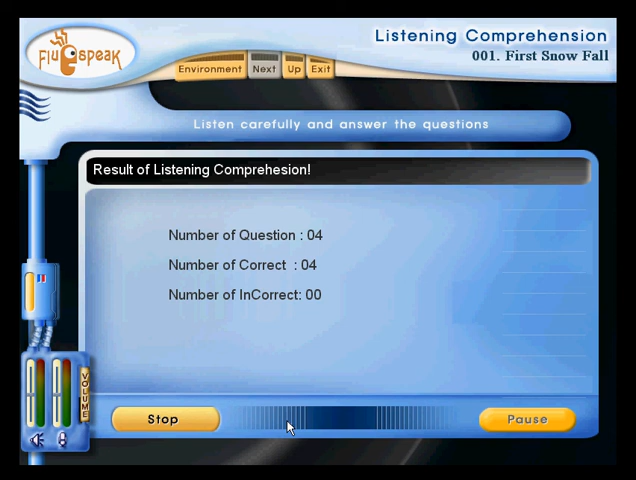 FluSpeak
Listening Comprehension
001. First Snow Fall
Environment Next Up Exit
Listen carefully and answer the questions
Result of Listening Comprehesion!
Number of Question : 04
Number of Correct : 04
Number of InCorrect: 00
VOLUME
Stop
Pause